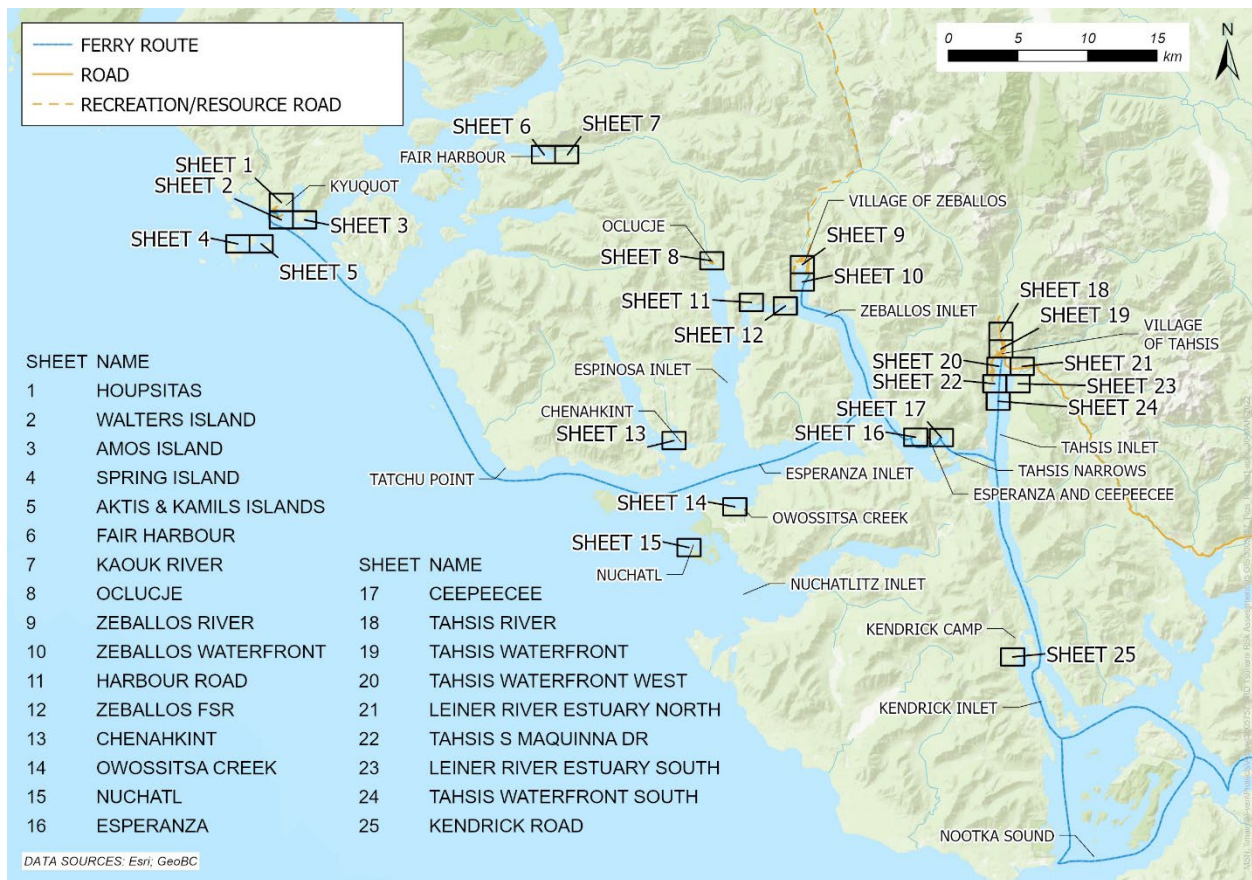 FERRY ROUTE
ROAD
RECREATION/RESOURCE ROAD
0 5 10 15
km
N
SHEET 6
SHEET 7
FAIR HARBOUR
SHEET 1
SHEET 2
KYUQUOT
SHEET 3
SHEET 4
SHEET 5
VILLAGE OF ZEBALLOS
OCLUCJE
SHEET 8
SHEET 9
SHEET 10
SHEET 11
SHEET 12
ZEBALLOS INLET
SHEET 18
SHEET 19
VILLAGE
OF TAHSIS
SHEET 20
SHEET 21
SHEET 22
SHEET 23
SHEET 24
ESPINOSA INLET
CHENAHKINT
SHEET 13
SHEET 17
SHEET 16
TAHSIS INLET
TAHSIS NARROWS
ESPERANZA AND CEEPEECEE
TATCHU POINT
ESPERANZA INLET
SHEET 14
OWOSSITSA CREEK
SHEET 15
NUCHATL
NUCHATLITZ INLET
KENDRICK CAMP
SHEET 25
KENDRICK INLET
NOOTKA SOUND
SHEET NAME
1 HOUPSITAS
2 WALTERS ISLAND
3 AMOS ISLAND
4 SPRING ISLAND
5 AKTIS & KAMILS ISLANDS
6 FAIR HARBOUR
7 KAOUK RIVER
8 OCLUCJE
9 ZEBALLOS RIVER
10 ZEBALLOS WATERFRONT
11 HARBOUR ROAD
12 ZEBALLOS FSR
13 CHENAHKINT
14 OWOSSITSA CREEK
15 NUCHATL
16 ESPERANZA
SHEET NAME
17 CEEPEECEE
18 TAHSIS RIVER
19 TAHSIS WATERFRONT
20 TAHSIS WATERFRONT WEST
21 LEINER RIVER ESTUARY NORTH
22 TAHSIS S MAQUINNA DR
23 LEINER RIVER ESTUARY SOUTH
24 TAHSIS WATERFRONT SOUTH
25 KENDRICK ROAD
DATA SOURCES: Esri; GeoBC